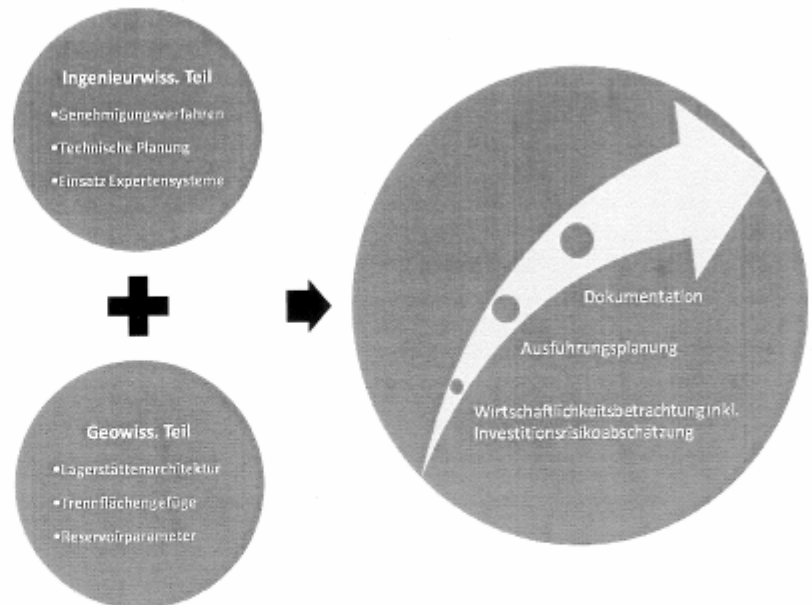 Ingenieurwiss. Teil
•Genehmigungsverfahren
•Technische Planung
•Einsatz Expertensysteme
Geowiss. Teil
•Lagerstättenarchitektur
•Trennflächengefüge
•Reservoirparameter
Dokumentation
Ausführungsplanung
Wirtschaftlichkeitsbetrachtung inkl.
Investitionsrisikoabschätzung